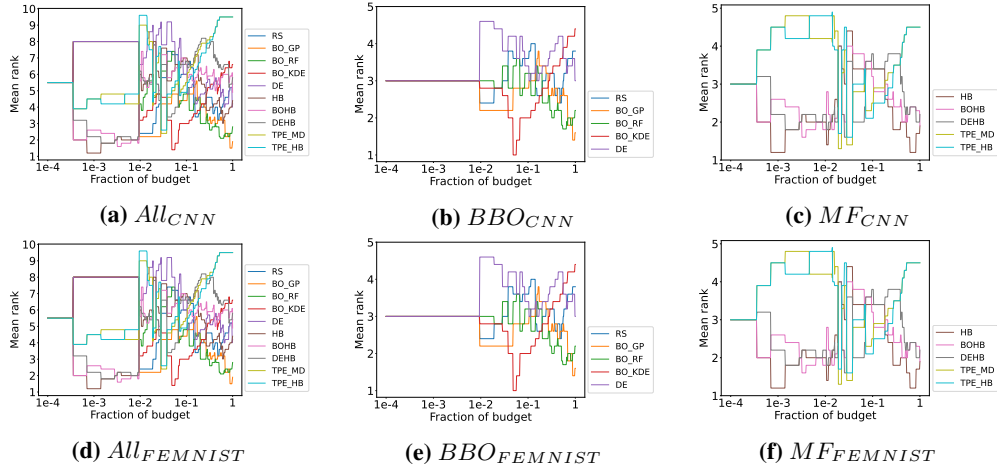 10
9
8
7
6
5
4
3
2
1
Mean rank
1e-4 1e-3 1e-2 1e-1 1
Fraction of budget
RS
BO_GP
BO_RF
BO_KDE
DE
HB
BOHB
DEHB
TPE_MD
TPE_HB
(a) All_CNN
5
4
3
2
1
Mean rank
1e-4 1e-3 1e-2 1e-1 1
Fraction of budget
RS
BO_GP
BO_RF
BO_KDE
DE
(b) BBO_CNN
5
4
3
2
1
Mean rank
1e-4 1e-3 1e-2 1e-1 1
Fraction of budget
HB
BOHB
DEHB
TPE_MD
TPE_HB
(c) MF_CNN
10
9
8
7
6
5
4
3
2
1
Mean rank
1e-4 1e-3 1e-2 1e-1 1
Fraction of budget
RS
BO_GP
BO_RF
BO_KDE
DE
HB
BOHB
DEHB
TPE_MD
TPE_HB
(d) All_FEMNIST
5
4
3
2
1
Mean rank
1e-4 1e-3 1e-2 1e-1 1
Fraction of budget
RS
BO_GP
BO_RF
BO_KDE
DE
(e) BBO_FEMNIST
5
4
3
2
1
Mean rank
1e-4 1e-3 1e-2 1e-1 1
Fraction of budget
HB
BOHB
DEHB
TPE_MD
TPE_HB
(f) MF_FEMNIST